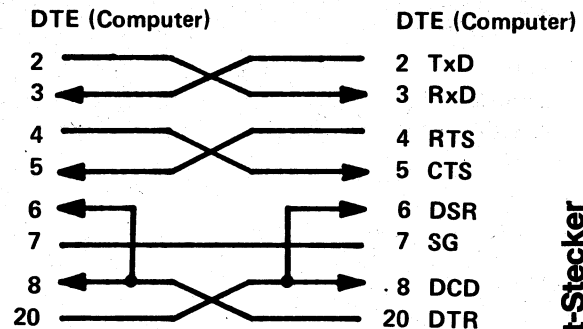 DTE (Computer) DTE (Computer)
2 2 TxD
3 3 RxD
4 4 RTS
5 5 CTS
6 6 DSR
7 7 SG
8 8 DCD
20 20 DTR
t-Stecker